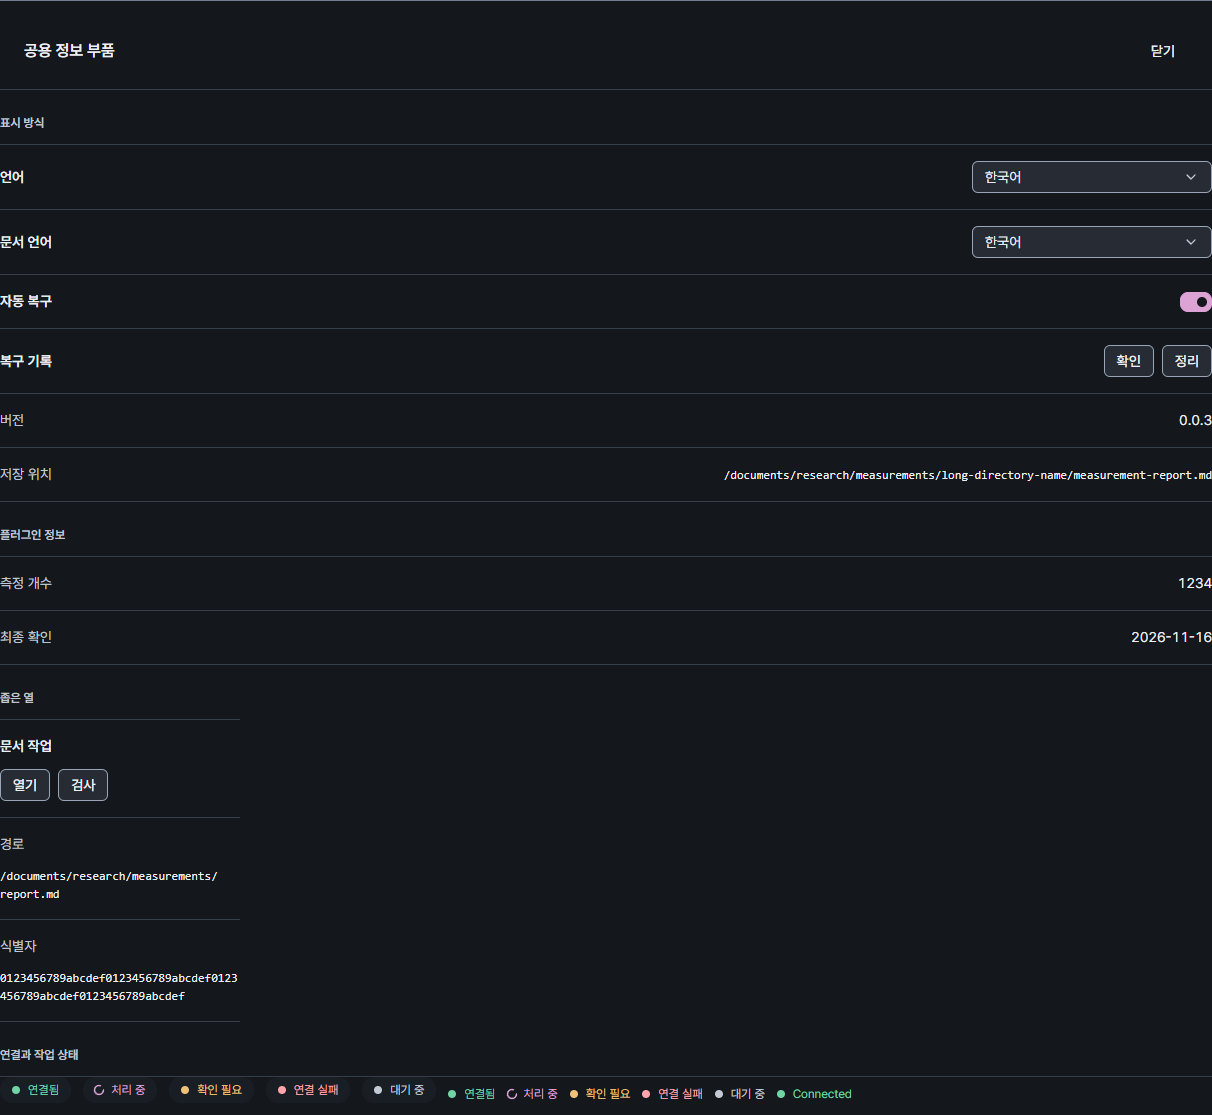 공용 정보 부품
닫기
표시 방식
언어
한국어
문서 언어
한국어
자동 복구
복구 기록
확인
정리
버전
0.0.3
저장 위치
/documents/research/measurements/long-directory-name/measurement-report.md
플러그인 정보
측정 개수
1234
최종 확인
2026-11-16
좁은 열
문서 작업
열기
검사
경로
/documents/research/measurements/
report.md
식별자
0123456789abcdef0123456789abcdef0123
456789abcdef0123456789abcdef
연결과 작업 상태
연결됨 처리 중 확인 필요 연결 실패 대기 중 연결됨 처리 중 확인 필요 연결 실패 대기 중 Connected